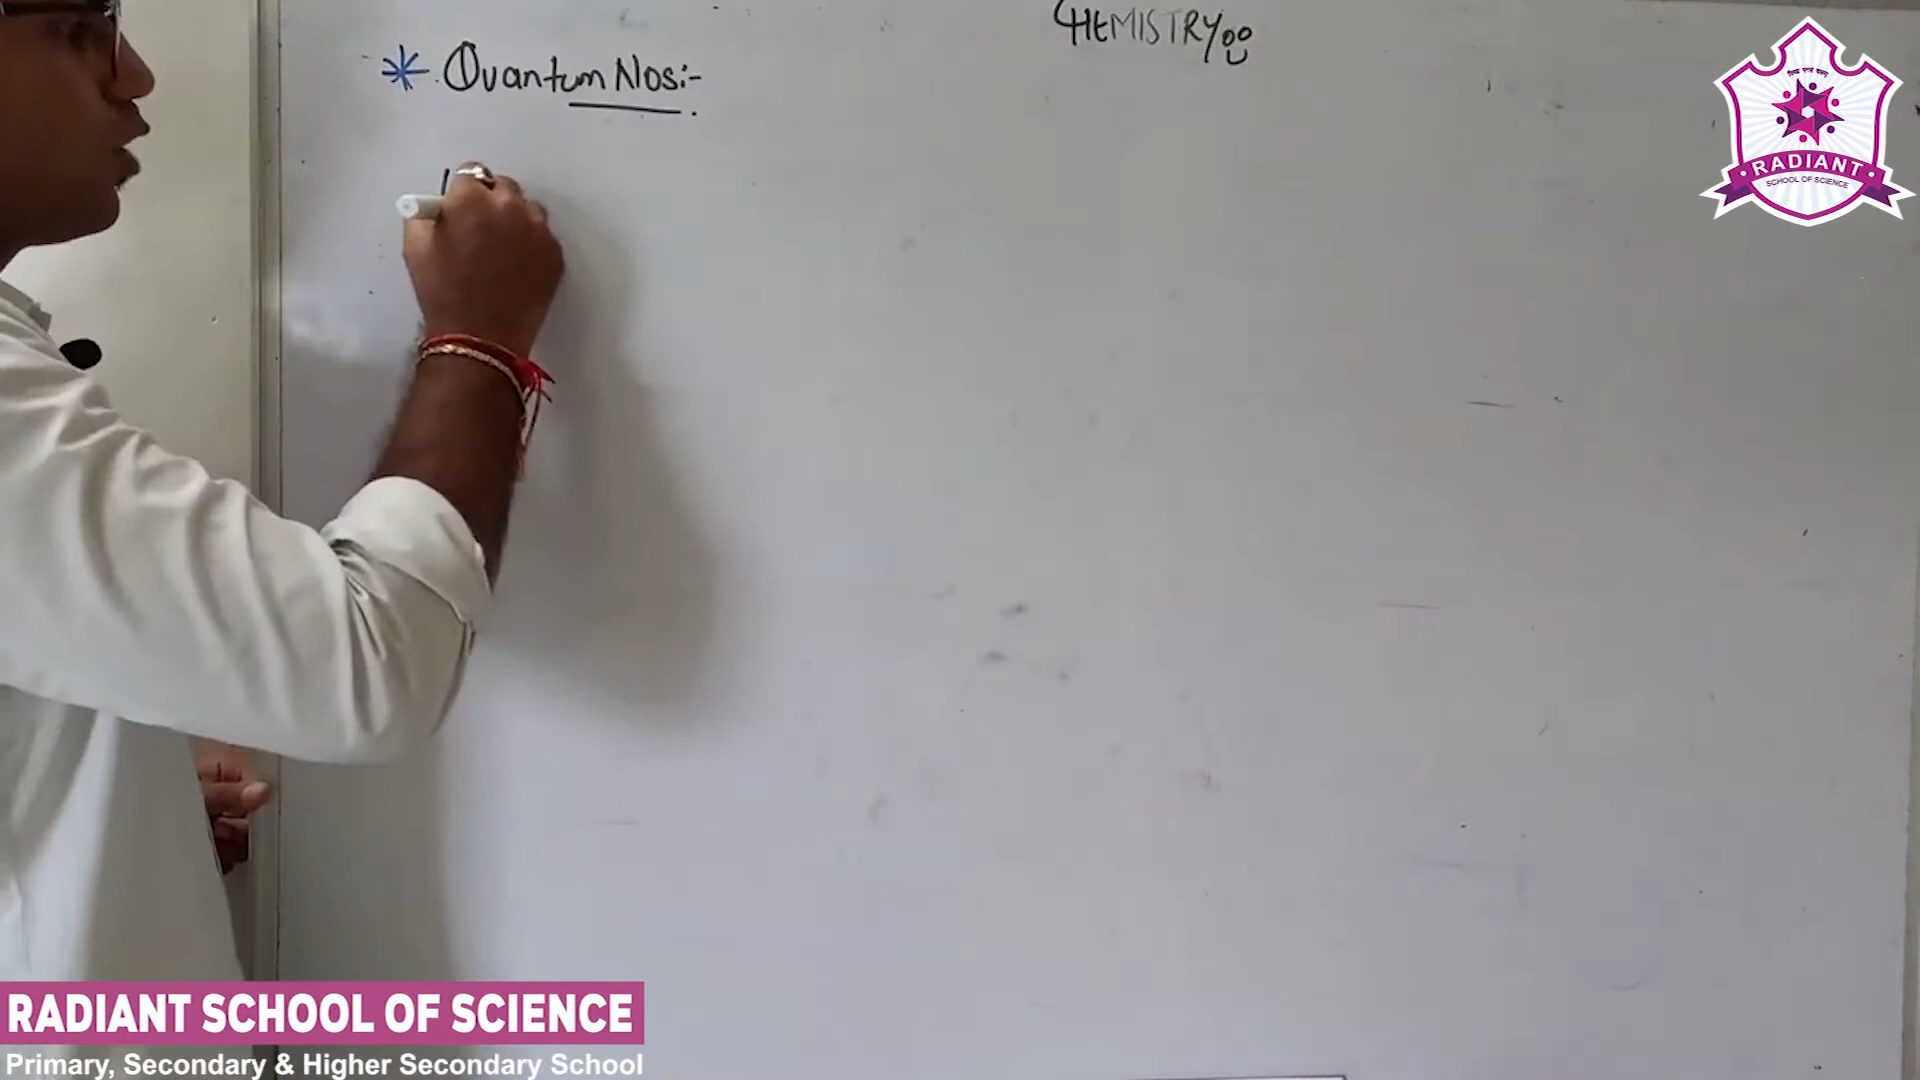 CHEMISTRY
* Quantum Nos:-
RADIANT
SCHOOL OF SCIENCE
RADIANT SCHOOL OF SCIENCE
Primary, Secondary & Higher Secondary School